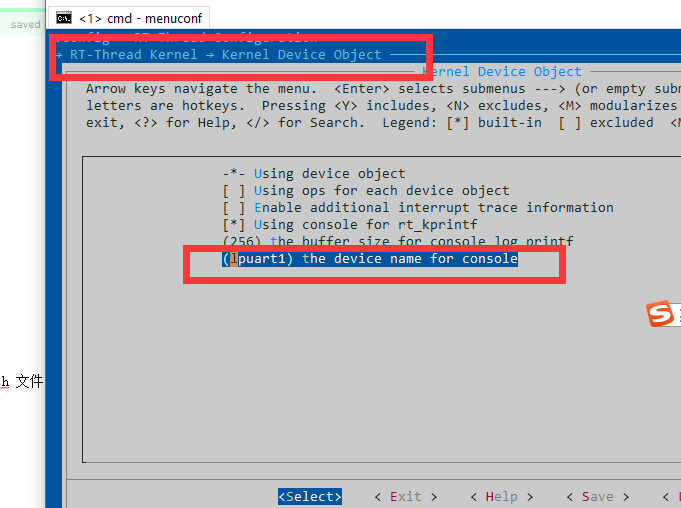 saved
<1> cmd - menuconf
RT-Thread Configuration
→ RT-Thread Kernel → Kernel Device Object
Kernel Device Object
Arrow keys navigate the menu. <Enter> selects submenus ---> (or empty subm
letters are hotkeys. Pressing <Y> includes, <N> excludes, <M> modularizes
exit, <?> for Help, </> for Search. Legend: [*] built-in [ ] excluded <M
-*- Using device object
[ ] Using ops for each device object
[ ] Enable additional interrupt trace information
[*] Using console for rt_kprintf
(256) the buffer size for console log printf
(lpuart1) the device name for console
h 文件
<Select> < Exit > < Help > < Save > <